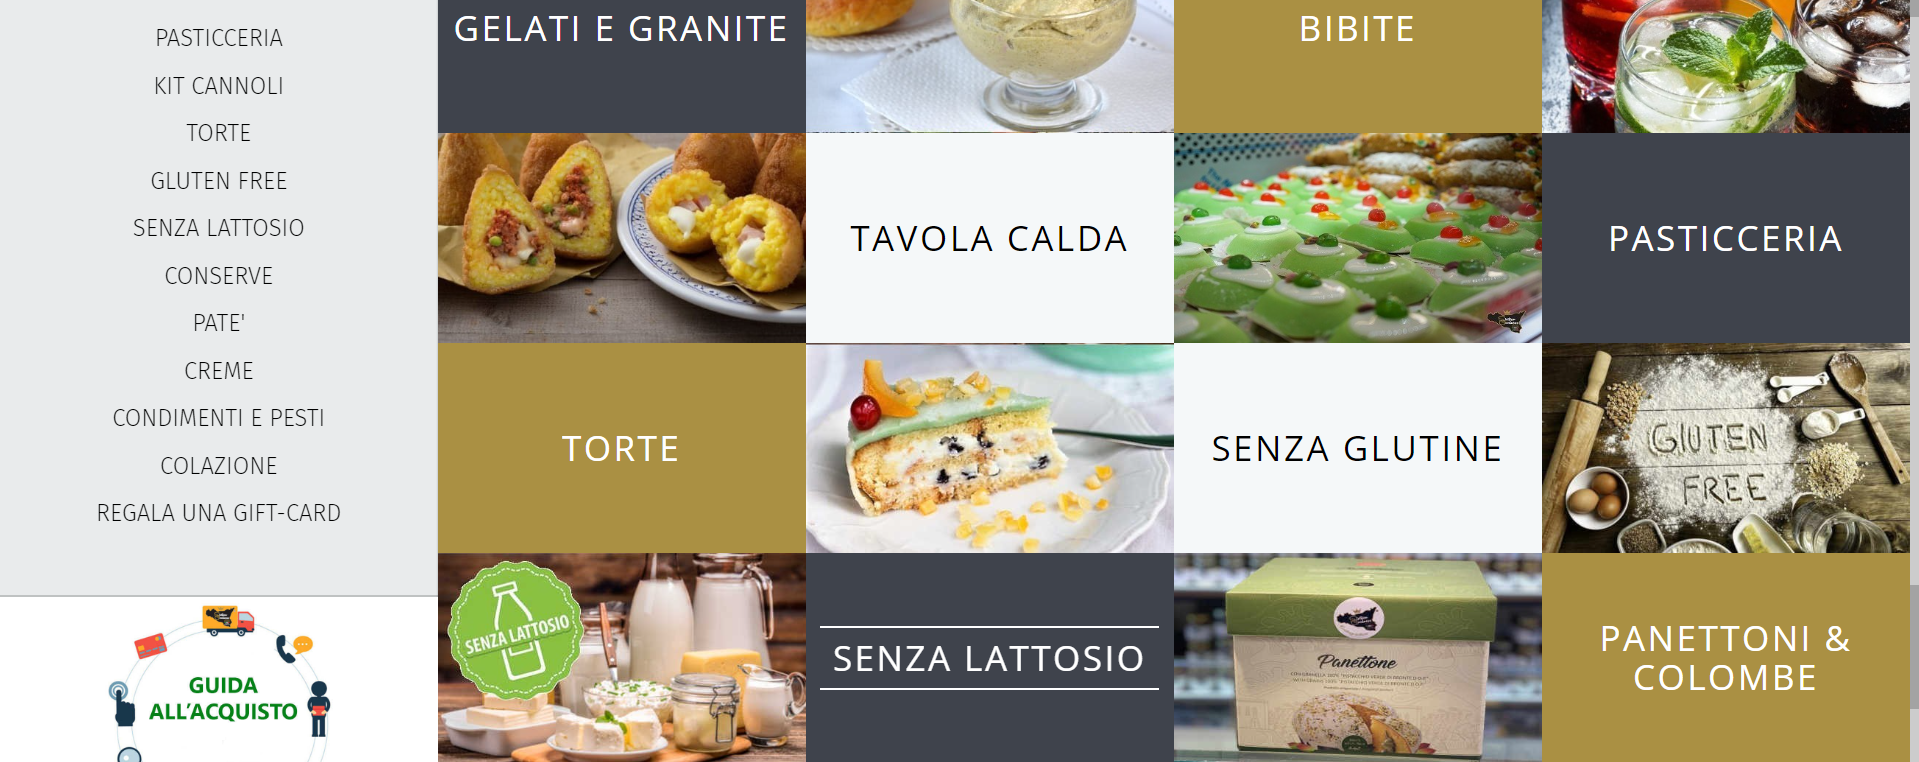 PASTICCERIA
KIT CANNOLI
TORTE
GLUTEN FREE
SENZA LATTOSIO
CONSERVE
PATE'
CREME
CONDIMENTI E PESTI
COLAZIONE
REGALA UNA GIFT-CARD
GUIDA
ALL'ACQUISTO
GELATI E GRANITE
BIBITE
TAVOLA CALDA
PASTICCERIA
TORTE
SENZA GLUTINE
GLUTEN
FREE
SENZA LATTOSIO
SENZA LATTOSIO
Panettone
PANETTONI &
COLOMBE